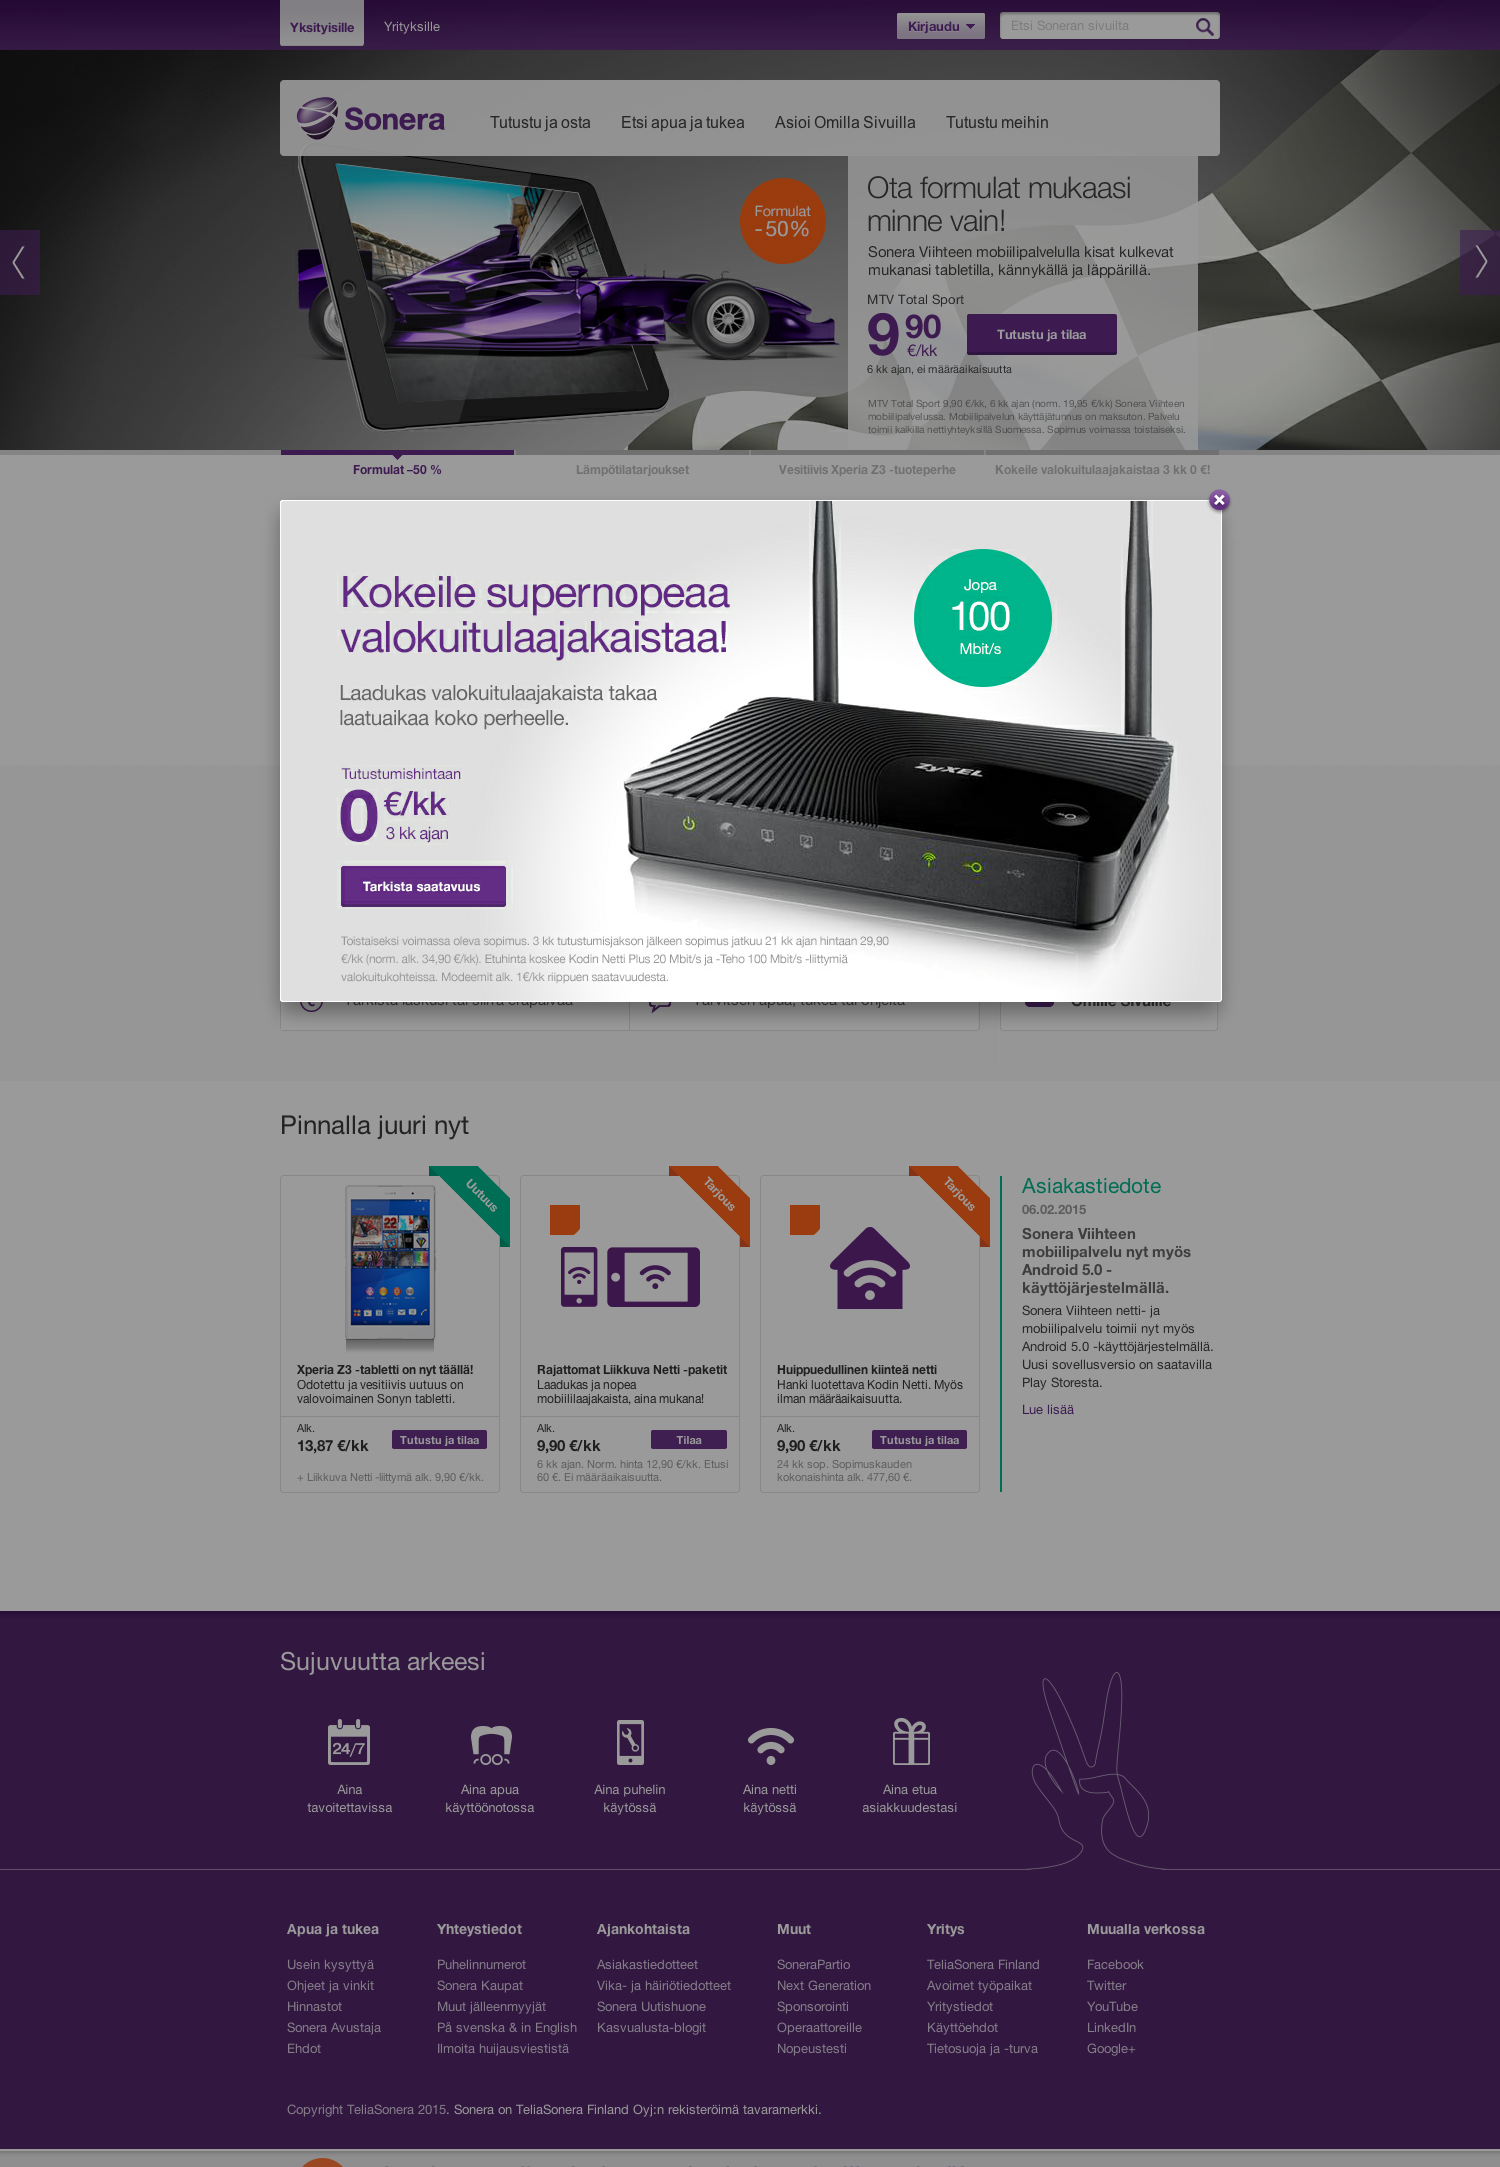 Yksityisille
Yrityksille
Kirjaudu
Etsi Soneran sivuilta
Sonera
Tutustu ja osta
Etsi apua ja tukea
Asioi Omilla Sivuilla
Tutustu meihin
Formulat
-50%
Ota formulat mukaasi
minne vain!
Sonera Viihteen mobiilipalvelulla kisat kulkevat
mukanasi tabletilla, kännykällä ja läppärillä.
MTV Total Sport
9 90
€/kk
Tutustu ja tilaa
6 kk ajan, ei määräaikaisuutta
MTV Total Sport 9,90 €/kk, 6 kk ajan (norm. 19,95 €/kk) Sonera Viihteen
mobiilipalvelussa. Mobiilipalvelun käyttäjätunnus on maksuton. Palvelu
toimii kaikilla nettiyhteyksillä Suomessa. Sopimus voimassa toistaiseksi.
Formulat –50 %
Lämpötilatarjoukset
Vesitiivis Xperia Z3 -tuoteperhe
Kokeile valokuitulaajakaistaa 3 kk 0 €!
Kokeile supernopeaa
valokuitulaajakaistaa!
Jopa
100
Mbit/s
Laadukas valokuitulaajakaista takaa
laatuaikaa koko perheelle.
ZyXEL
Tutustumishintaan
0 €/kk
3 kk ajan
1 2 3 4
Tarkista saatavuus
Toistaiseksi voimassa oleva sopimus. 3 kk tutustumisjakson jälkeen sopimus jatkuu 21 kk ajan hintaan 29,90
€/kk (norm. alk. 34,90 €/kk). Etuhinta koskee Kodin Netti Plus 20 Mbit/s ja -Teho 100 Mbit/s -liittymiä
valokuitukohteissa. Modeemit alk. 1€/kk riippuen saatavuudesta.
Tarkista laskusi tai siirrä eräpäivää
Tarvitsen apua, tukea tai ohjeita
Omille Sivuille
Pinnalla juuri nyt
Uutuus
Xperia Z3 -tabletti on nyt täällä!
Odotettu ja vesitiivis uutuus on
valovoimainen Sonyn tabletti.
Alk.
13,87 €/kk
Tutustu ja tilaa
+ Liikkuva Netti -liittymä alk. 9,90 €/kk.
Tarjous
Rajattomat Liikkuva Netti -paketit
Laadukas ja nopea
mobiililaajakaista, aina mukana!
Alk.
9,90 €/kk
Tilaa
6 kk ajan. Norm. hinta 12,90 €/kk. Etusi
60 €. Ei määräaikaisuutta.
Tarjous
Huippuedullinen kiinteä netti
Hanki luotettava Kodin Netti. Myös
ilman määräaikaisuutta.
Alk.
9,90 €/kk
Tutustu ja tilaa
24 kk sop. Sopimuskauden
kokonaishinta alk. 477,60 €.
Asiakastiedote
06.02.2015
Sonera Viihteen
mobiilipalvelu nyt myös
Android 5.0 -
käyttöjärjestelmällä.
Sonera Viihteen netti- ja
mobiilipalvelu toimii nyt myös
Android 5.0 -käyttöjärjestelmällä.
Uusi sovellusversio on saatavilla
Play Storesta.
Lue lisää
Sujuvuutta arkeesi
24/7
Aina
tavoitettavissa
Aina apua
käyttöönotossa
Aina puhelin
käytössä
Aina netti
käytössä
Aina etua
asiakkuudestasi
Apua ja tukea
Usein kysyttyä
Ohjeet ja vinkit
Hinnastot
Sonera Avustaja
Ehdot
Yhteystiedot
Puhelinnumerot
Sonera Kaupat
Muut jälleenmyyjät
På svenska & in English
Ilmoita huijausviestistä
Ajankohtaista
Asiakastiedotteet
Vika- ja häiriötiedotteet
Sonera Uutishuone
Kasvualusta-blogit
Muut
SoneraPartio
Next Generation
Sponsorointi
Operaattoreille
Nopeustesti
Yritys
TeliaSonera Finland
Avoimet työpaikat
Yritystiedot
Käyttöehdot
Tietosuoja ja -turva
Muualla verkossa
Facebook
Twitter
YouTube
LinkedIn
Google+
Copyright TeliaSonera 2015. Sonera on TeliaSonera Finland Oyj:n rekisteröimä tavaramerkki.